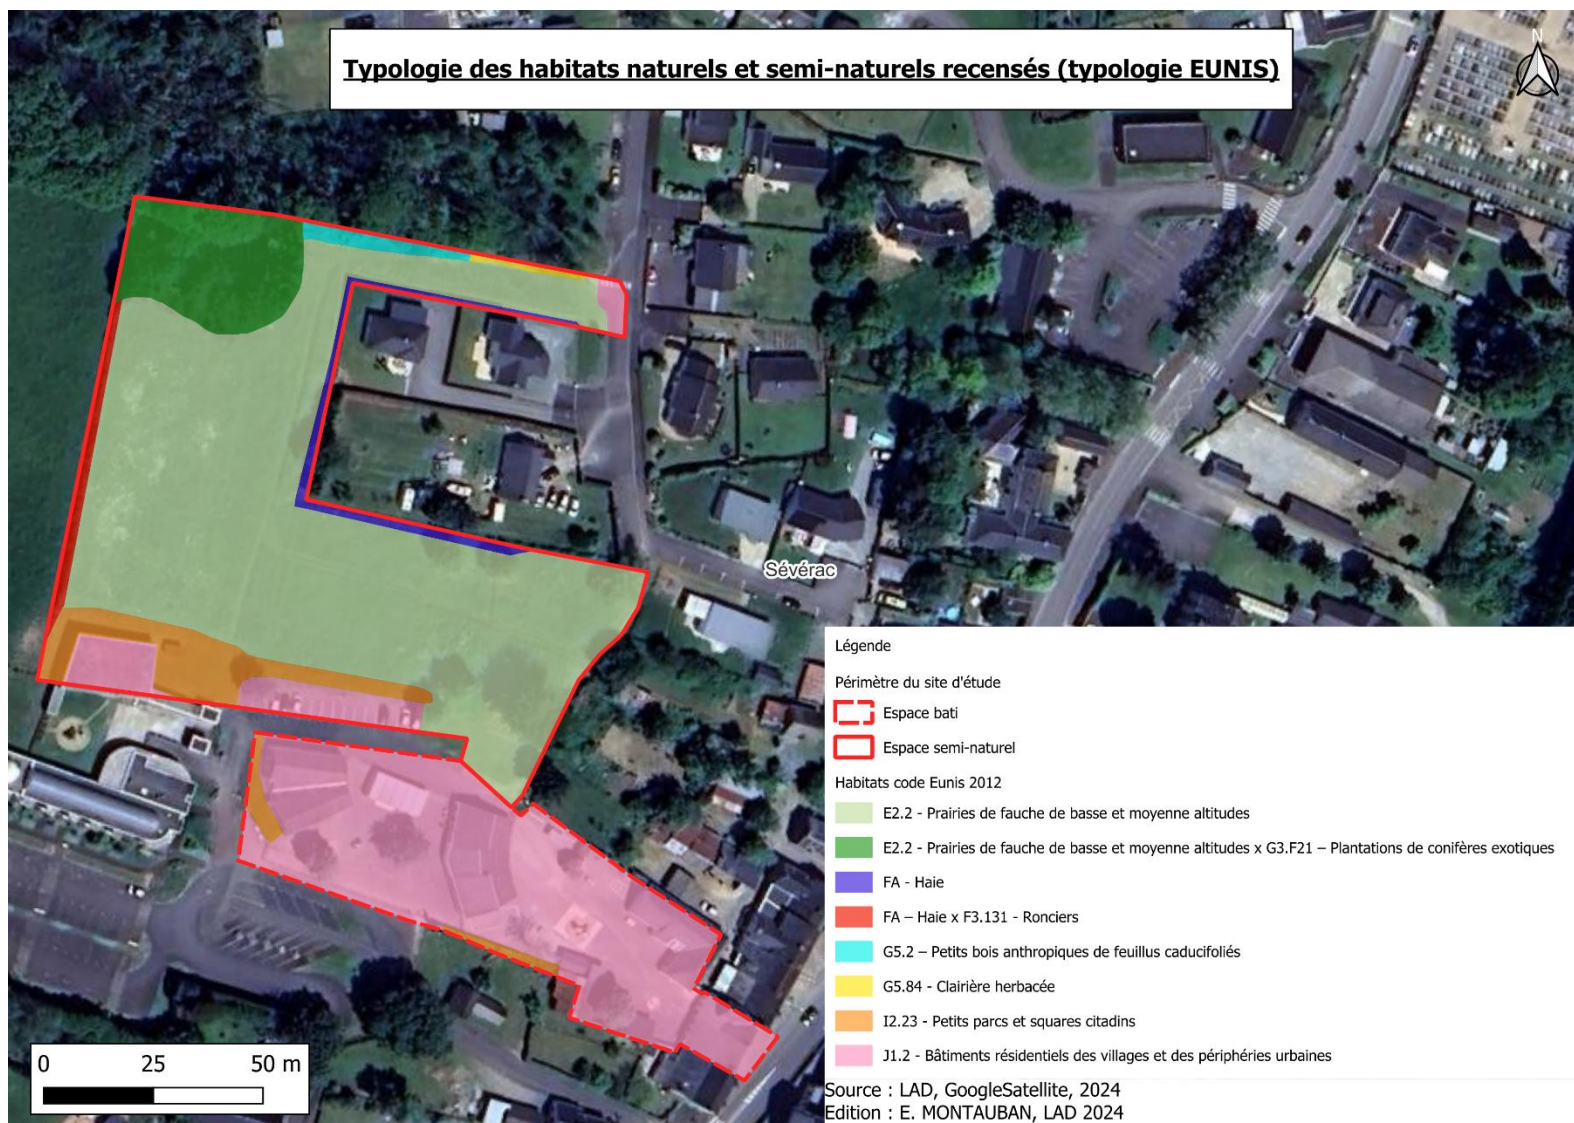 Typologie des habitats naturels et semi-naturels recensés (typologie EUNIS)
N
Sévérac
Légende
Périmètre du site d'étude
Espace bati
Espace semi-naturel
Habitats code Eunis 2012
E2.2 - Prairies de fauche de basse et moyenne altitudes
E2.2 - Prairies de fauche de basse et moyenne altitudes x G3.F21 – Plantations de conifères exotiques
FA - Haie
FA – Haie x F3.131 - Ronciers
G5.2 – Petits bois anthropiques de feuillus caducifoliés
G5.84 - Clairière herbacée
I2.23 - Petits parcs et squares citadins
J1.2 - Bâtiments résidentiels des villages et des périphéries urbaines
0 25 50 m
Source : LAD, GoogleSatellite, 2024
Edition : E. MONTAUBAN, LAD 2024